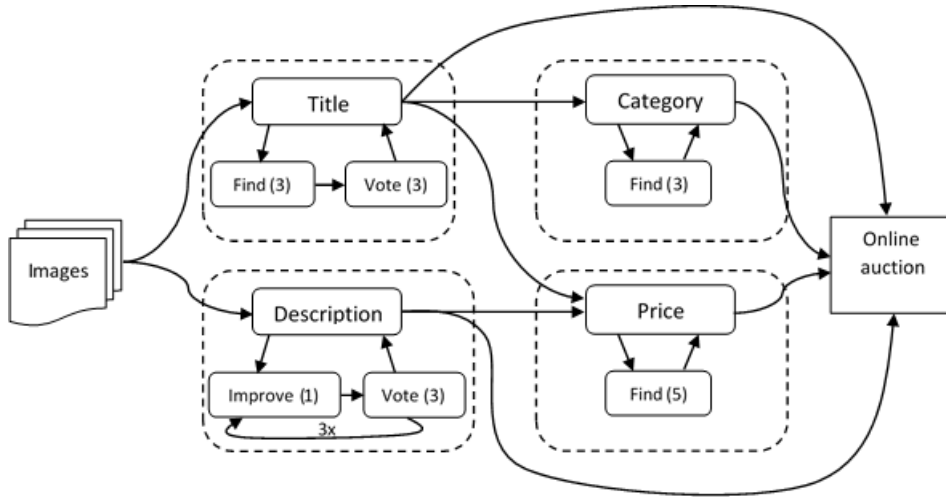 Title
Find (3)
Vote (3)
Category
Find (3)
Images
Online
auction
Description
Improve (1)
Vote (3)
3x
Price
Find (5)